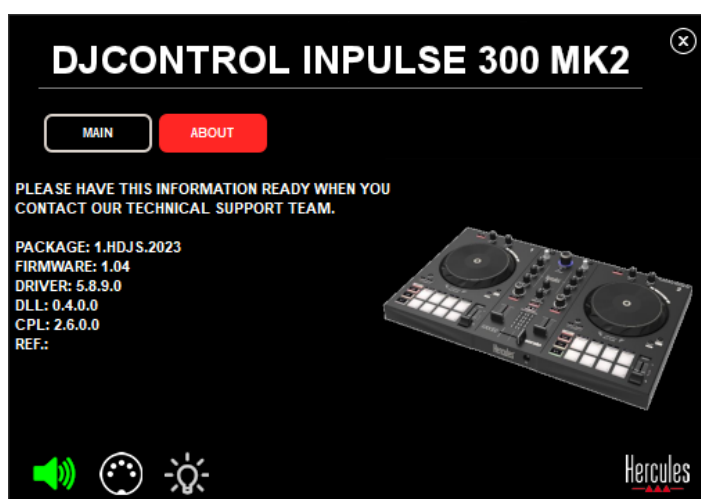 DJCONTROL INPULSE 300 MK2
MAIN
ABOUT
PLEASE HAVE THIS INFORMATION READY WHEN YOU
CONTACT OUR TECHNICAL SUPPORT TEAM.
PACKAGE: 1.HDJS.2023
FIRMWARE: 1.04
DRIVER: 5.8.9.0
DLL: 0.4.0.0
CPL: 2.6.0.0
REF.:
Hercules
Hercules